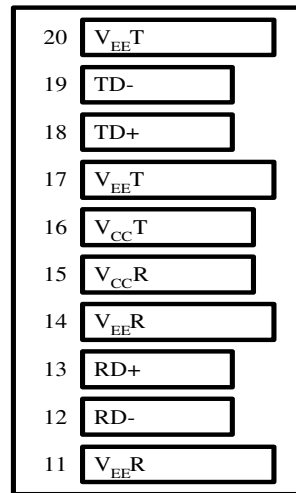 20 VEET
19 TD-
18 TD+
17 VEET
16 VCCT
15 VCCR
14 VEER
13 RD+
12 RD-
11 VEER